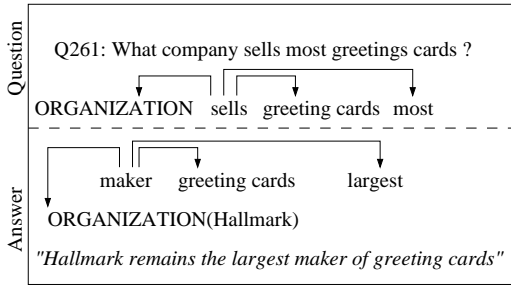 Question
Q261: What company sells most greetings cards ?
ORGANIZATION sells greeting cards most
Answer
maker greeting cards largest
ORGANIZATION(Hallmark)
"Hallmark remains the largest maker of greeting cards"